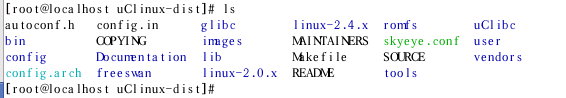 [root@localhost uClinux-dist]# ls
autoconf.h config.in glibc linux-2.4.x romfs uClibc
bin COPYING images MAINTAINERS skyeye.conf user
config Documentation lib Makefile SOURCE vendors
config.arch freeswan linux-2.0.x README tools
[root@localhost uClinux-dist]#